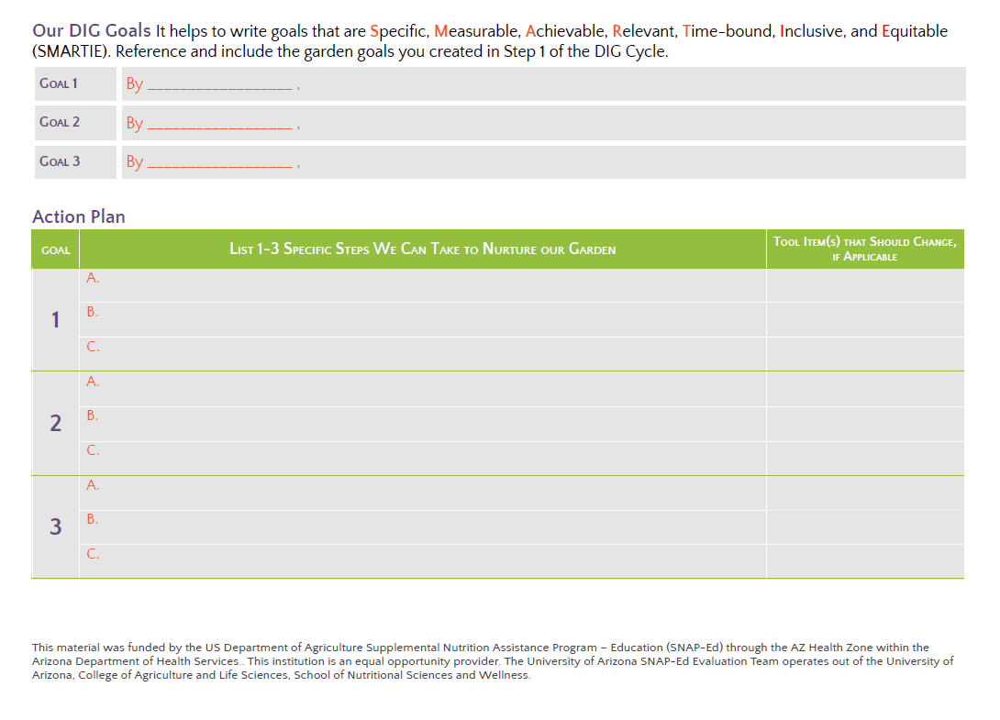 Our DIG Goals It helps to write goals that are Specific, Measurable, Achievable, Relevant, Time-bound, Inclusive, and Equitable
(SMARTIE). Reference and include the garden goals you created in Step 1 of the DIG Cycle.
Goal 1 By __________________ ,
Goal 2 By __________________ ,
Goal 3 By __________________ ,
Action Plan
goal List 1-3 Specific Steps We Can Take to Nurture our Garden Tool Item(s) that Should Change,
if Applicable
A.
1 B.
C.
A.
2 B.
C.
A.
3 B.
C.
This material was funded by the US Department of Agriculture Supplemental Nutrition Assistance Program – Education (SNAP-Ed) through the AZ Health Zone within the
Arizona Department of Health Services.. This institution is an equal opportunity provider. The University of Arizona SNAP-Ed Evaluation Team operates out of the University of
Arizona, College of Agriculture and Life Sciences, School of Nutritional Sciences and Wellness.